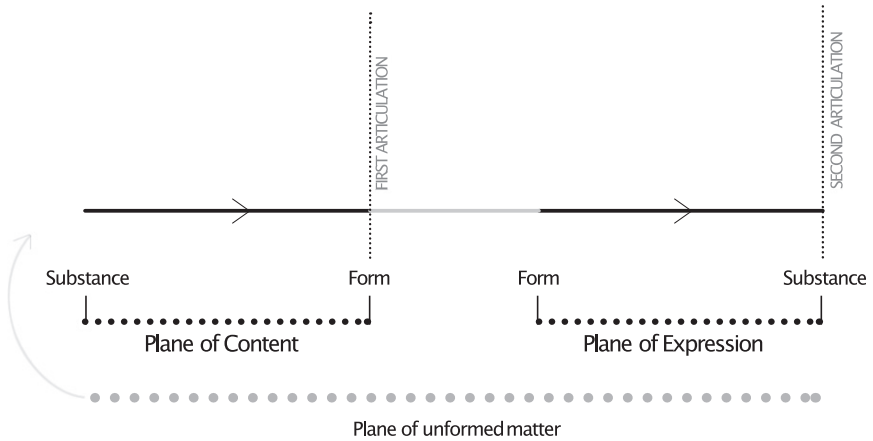 FIRST ARTICULATION
SECOND ARTICULATION
Substance
Form
Form
Substance
Plane of Content
Plane of Expression
Plane of unformed matter